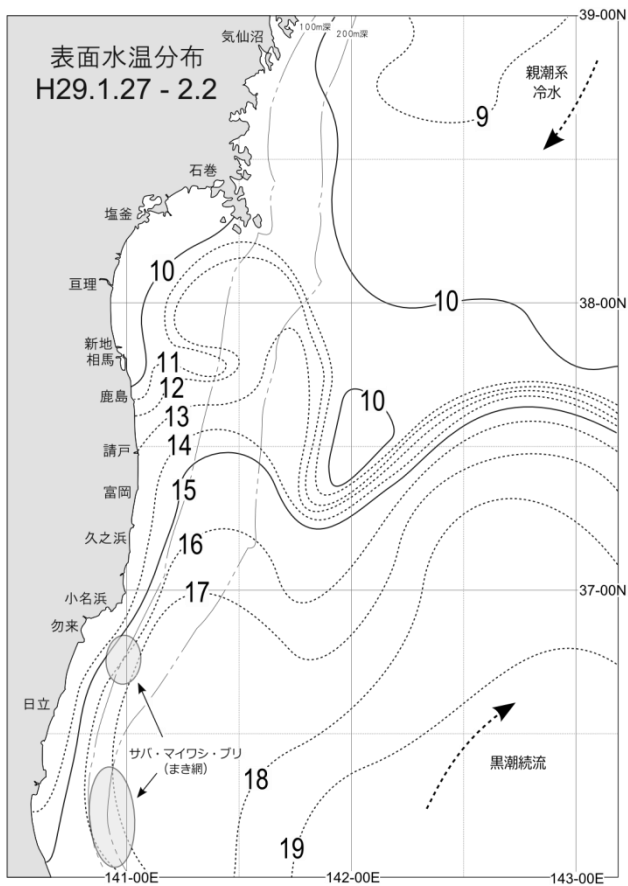 39-00N
100m深
200m深
気仙沼
表面水温分布
H29.1.27 - 2.2
親潮系
冷水
9
石巻
塩釜
10
亘理
10
38-00N
新地
相馬
11
12
鹿島
10
13
14
請戸
15
富岡
久之浜
16
小名浜
17
37-00N
勿来
日立
サバ・マイワシ・ブリ
(まき網)
黒潮続流
18
19
141-00E
142-00E
143-00E